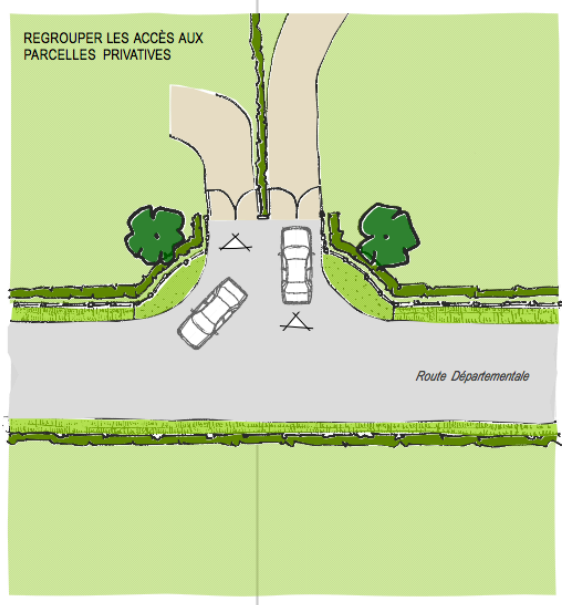 REGROUPER LES ACCÈS AUX
PARCELLES PRIVATIVES
Route Départementale